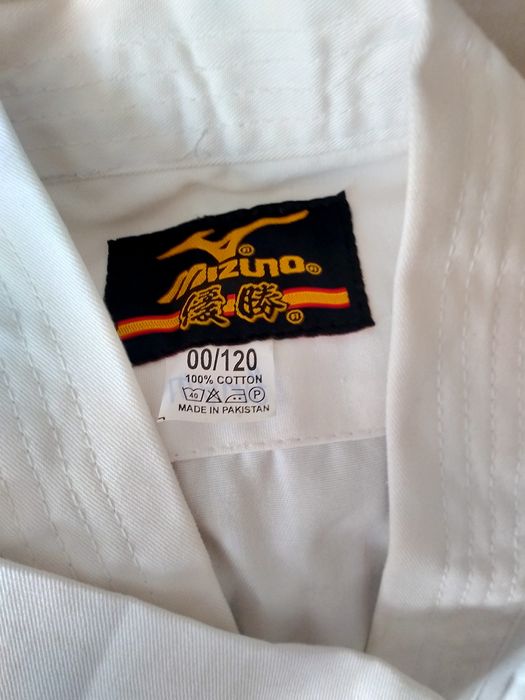 MIZUNO
優勝
00/120
100% COTTON
40 P
MADE IN PAKISTAN